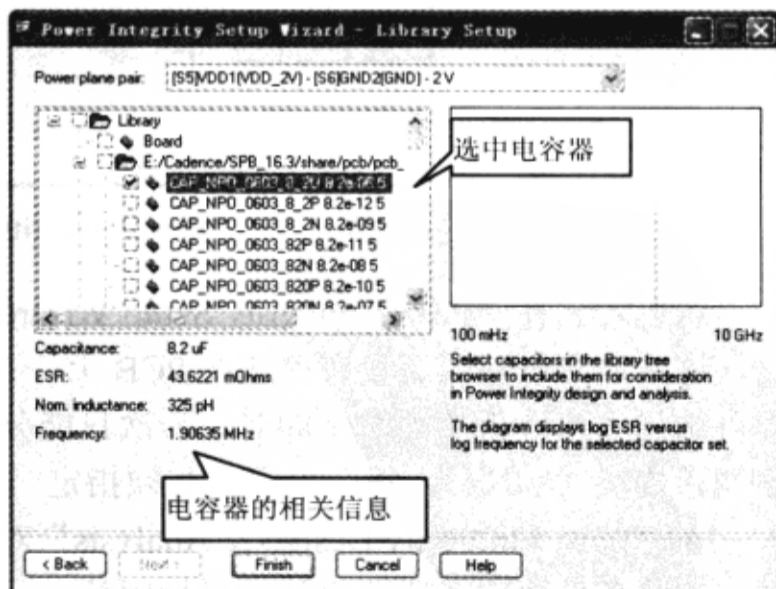 Power Integrity Setup Wizard - Library Setup
Power plane pair: [S5]VDD1(VDD_2V) - [S6]GND2(GND) - 2 V
Library
Board
E:/Cadence/SPB_16.3/share/pcb/pcb_
CAP_NPO_0603_8_2U 8.2e-06 5
CAP_NPO_0603_8_2P 8.2e-12 5
CAP_NPO_0603_8_2N 8.2e-09 5
CAP_NPO_0603_82P 8.2e-11 5
CAP_NPO_0603_82N 8.2e-08 5
CAP_NPO_0603_820P 8.2e-10 5
CAP_NPO_0603_820N 8.2e-07 5
选中电容器
100 mHz 10 GHz
Capacitance: 8.2 uF
ESR: 43.6221 mOhms
Nom. inductance: 325 pH
Frequency: 1.90635 MHz
Select capacitors in the library tree
browser to include them for consideration
in Power Integrity design and analysis.
The diagram displays log ESR versus
log frequency for the selected capacitor set.
电容器的相关信息
< Back Next > Finish Cancel Help